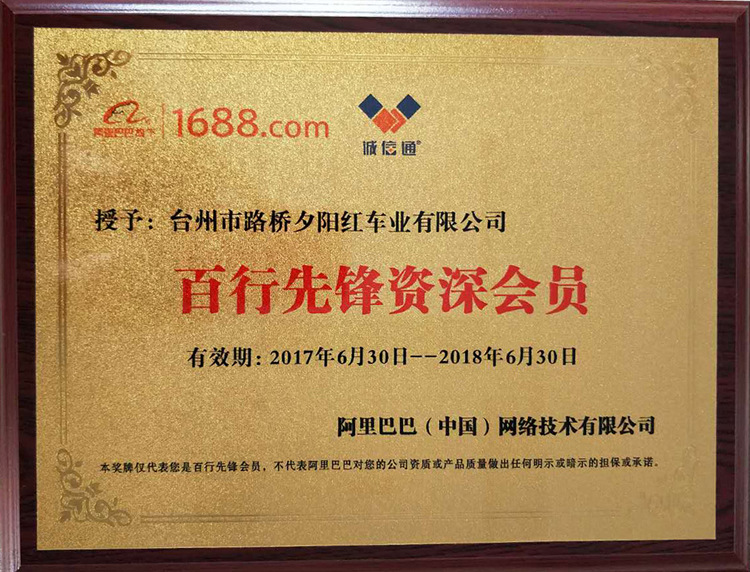 阿里巴巴旗下 1688.com
诚信通®
授予：台州市路桥夕阳红车业有限公司
百行先锋资深会员
有效期：2017年6月30日--2018年6月30日
阿里巴巴（中国）网络技术有限公司
本奖牌仅代表您是百行先锋会员，不代表阿里巴巴对您的公司资质或产品质量做出任何明示或暗示的担保或承诺。